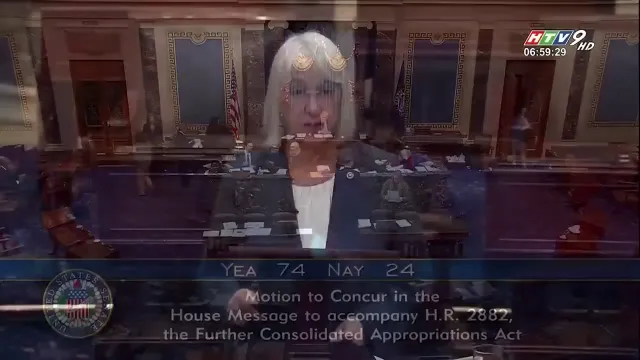 HTV9 HD
06:59:29
YEA 74 NAY 24
MOTION TO CONCUR IN THE
HOUSE MESSAGE TO ACCOMPANY H.R. 2882,
THE FURTHER CONSOLIDATED APPROPRIATIONS ACT